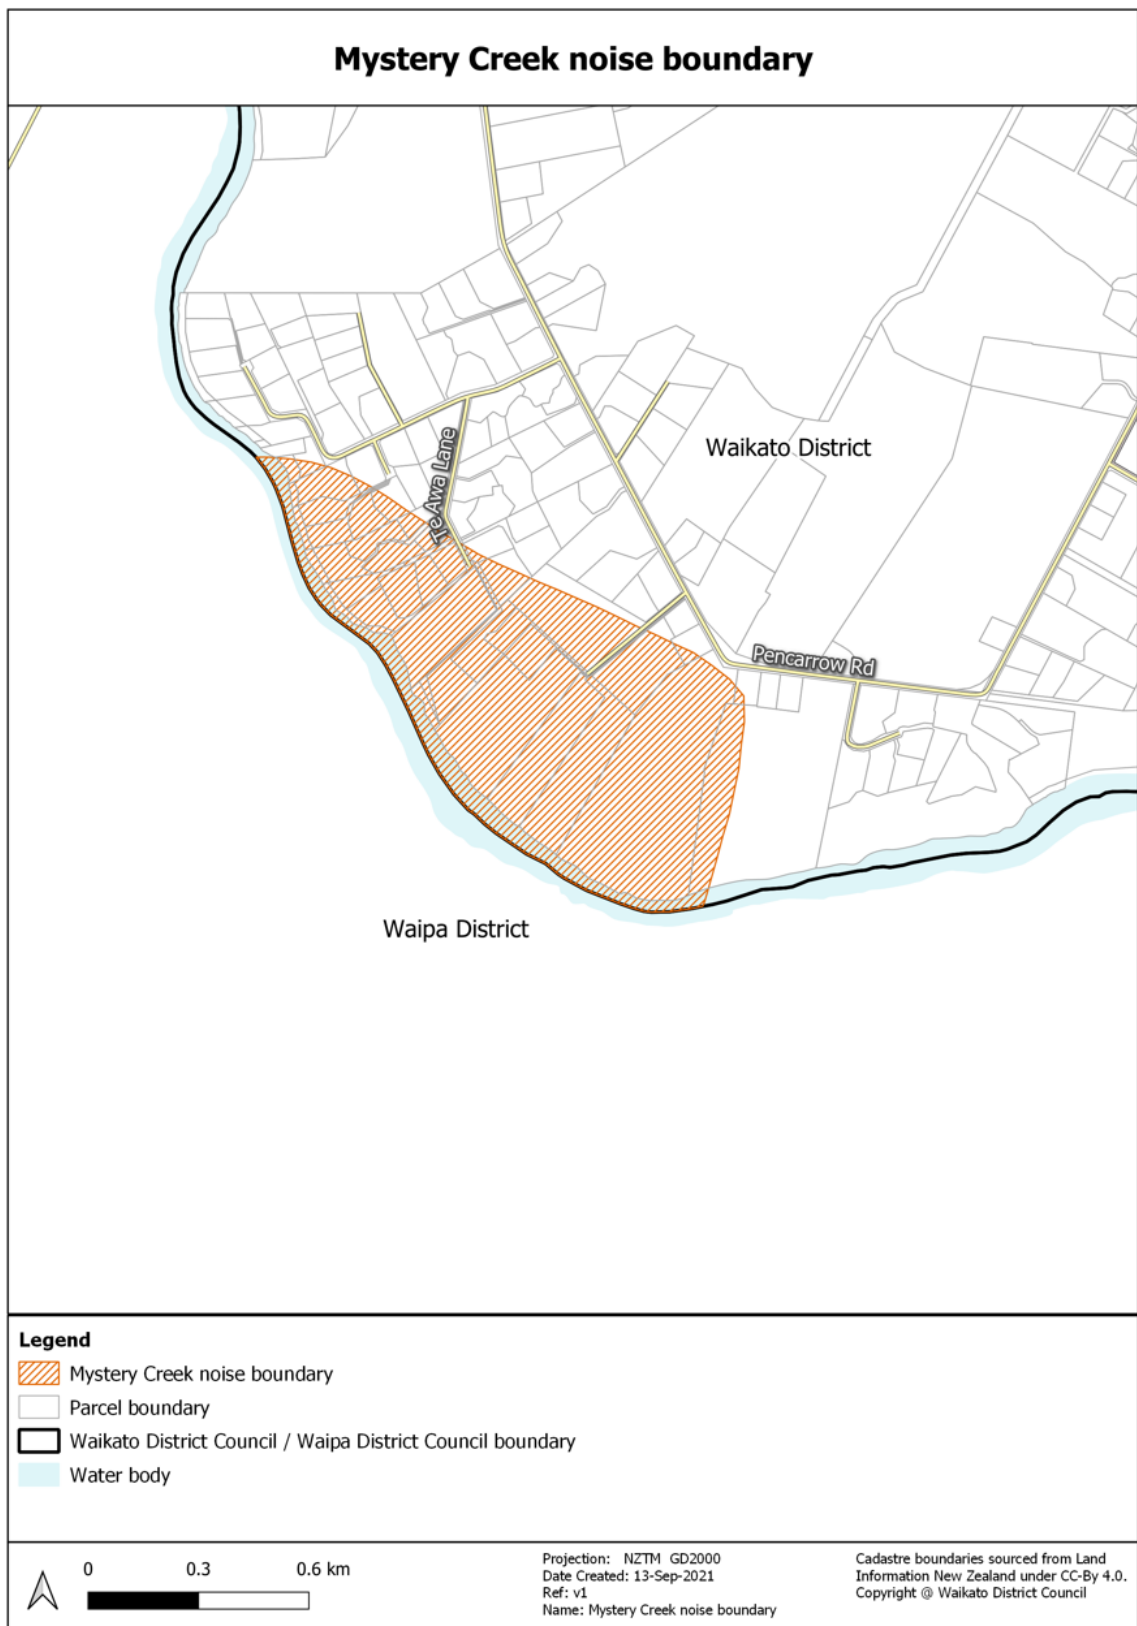 Mystery Creek noise boundary
Waikato District
Te Awa Lane
Pencarrow Rd
Waipa District
Legend
Mystery Creek noise boundary
Parcel boundary
Waikato District Council / Waipa District Council boundary
Water body
0 0.3 0.6 km
Projection: NZTM GD2000
Date Created: 13-Sep-2021
Ref: v1
Name: Mystery Creek noise boundary
Cadastre boundaries sourced from Land
Information New Zealand under CC-By 4.0.
Copyright @ Waikato District Council